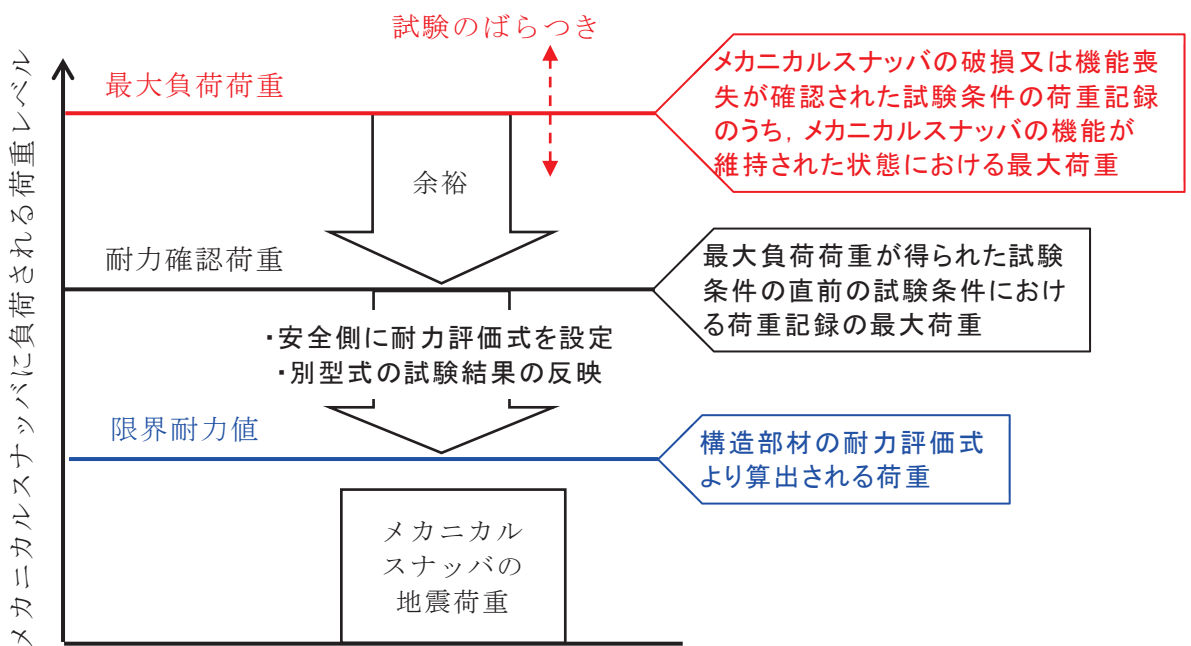 試験のばらつき
最大負荷荷重
メカニカルスナッバの破損又は機能喪
失が確認された試験条件の荷重記録
のうち，メカニカルスナッバの機能が
維持された状態における最大荷重
余裕
耐力確認荷重
最大負荷荷重が得られた試験
条件の直前の試験条件におけ
る荷重記録の最大荷重
・安全側に耐力評価式を設定
・別型式の試験結果の反映
限界耐力値
構造部材の耐力評価式
より算出される荷重
メカニカル
スナッバの
地震荷重
メカニカルスナッバに負荷される荷重レベル